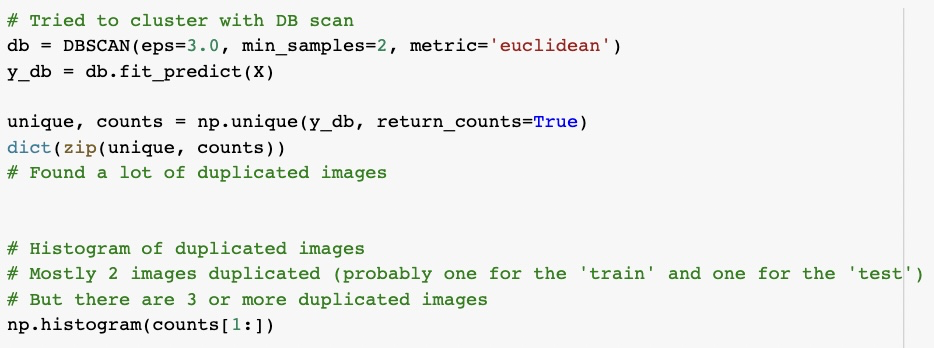 # Tried to cluster with DB scan
db = DBSCAN(eps=3.0, min_samples=2, metric='euclidean')
y_db = db.fit_predict(X)
unique, counts = np.unique(y_db, return_counts=True)
dict(zip(unique, counts))
# Found a lot of duplicated images
# Histogram of duplicated images
# Mostly 2 images duplicated (probably one for the 'train' and one for the 'test')
# But there are 3 or more duplicated images
np.histogram(counts[1:])